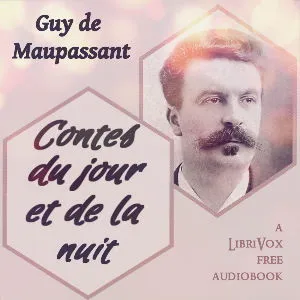 Guy de
Maupassant
Contes
du jour
et de la
nuit
A
LIBRIVOX
FREE
AUDIOBOOK